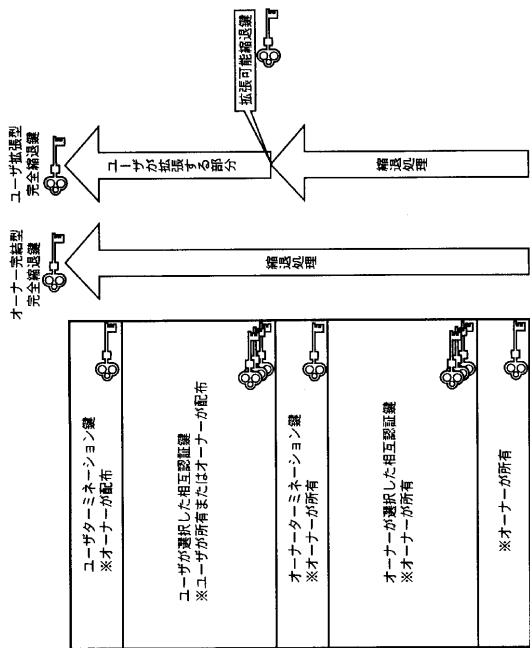 オーナー完結型
完全縮退鍵
ユーザ拡張型
完全縮退鍵
ユーザターミネーション鍵
※オーナーが配布
ユーザが選択した相互認証鍵
※ユーザが所有またはオーナーが配布
オーナーターミネーション鍵
※オーナーが所有
オーナーが選択した相互認証鍵
※オーナーが所有
※オーナーが所有
縮退処理
ユーザが拡張する部分
縮退処理
拡張可能縮退鍵